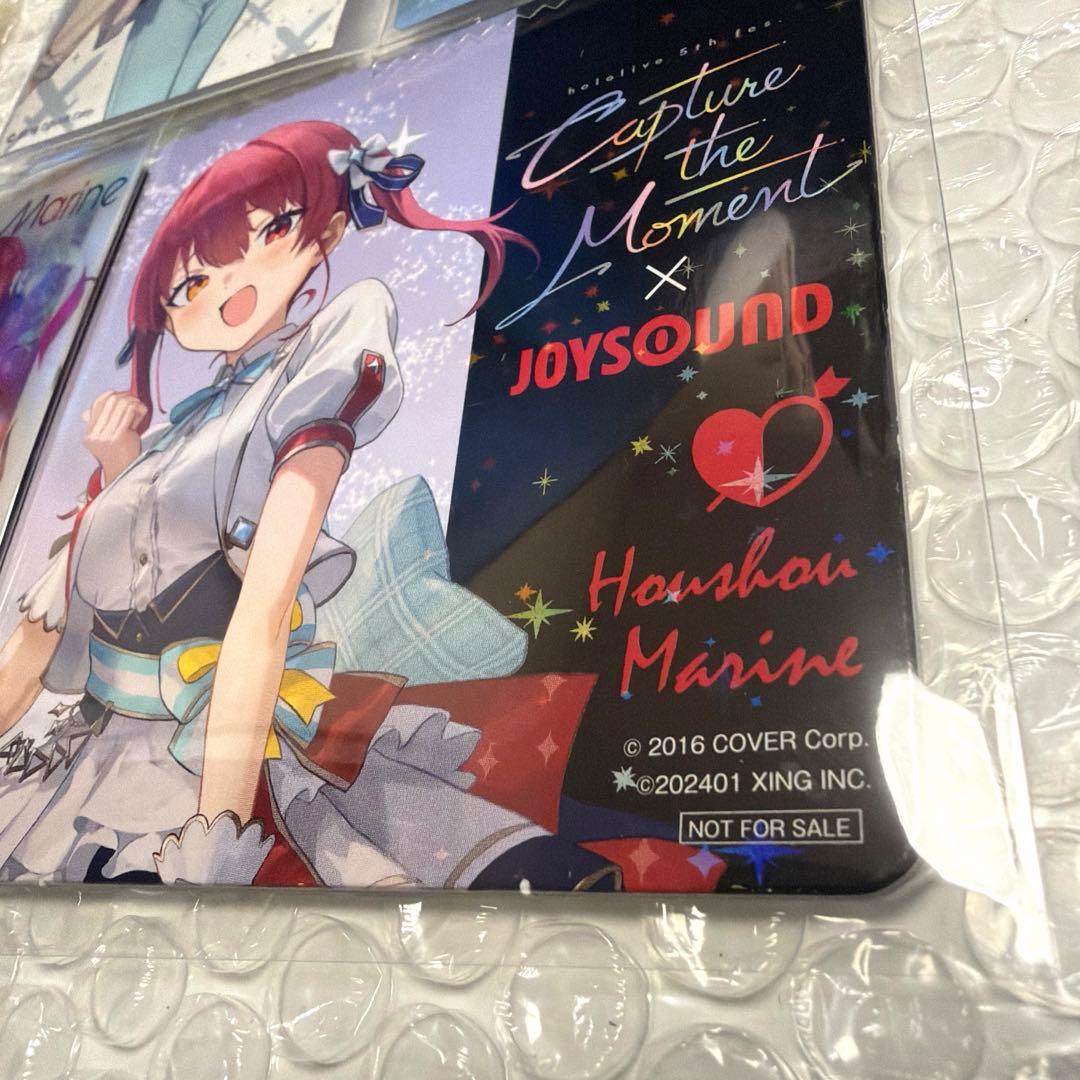 Marine
hololive 5th fes.
Capture
the
Moment
×
JOYSOUND
Houshou
Marine
© 2016 COVER Corp.
©202401 XING INC.
NOT FOR SALE